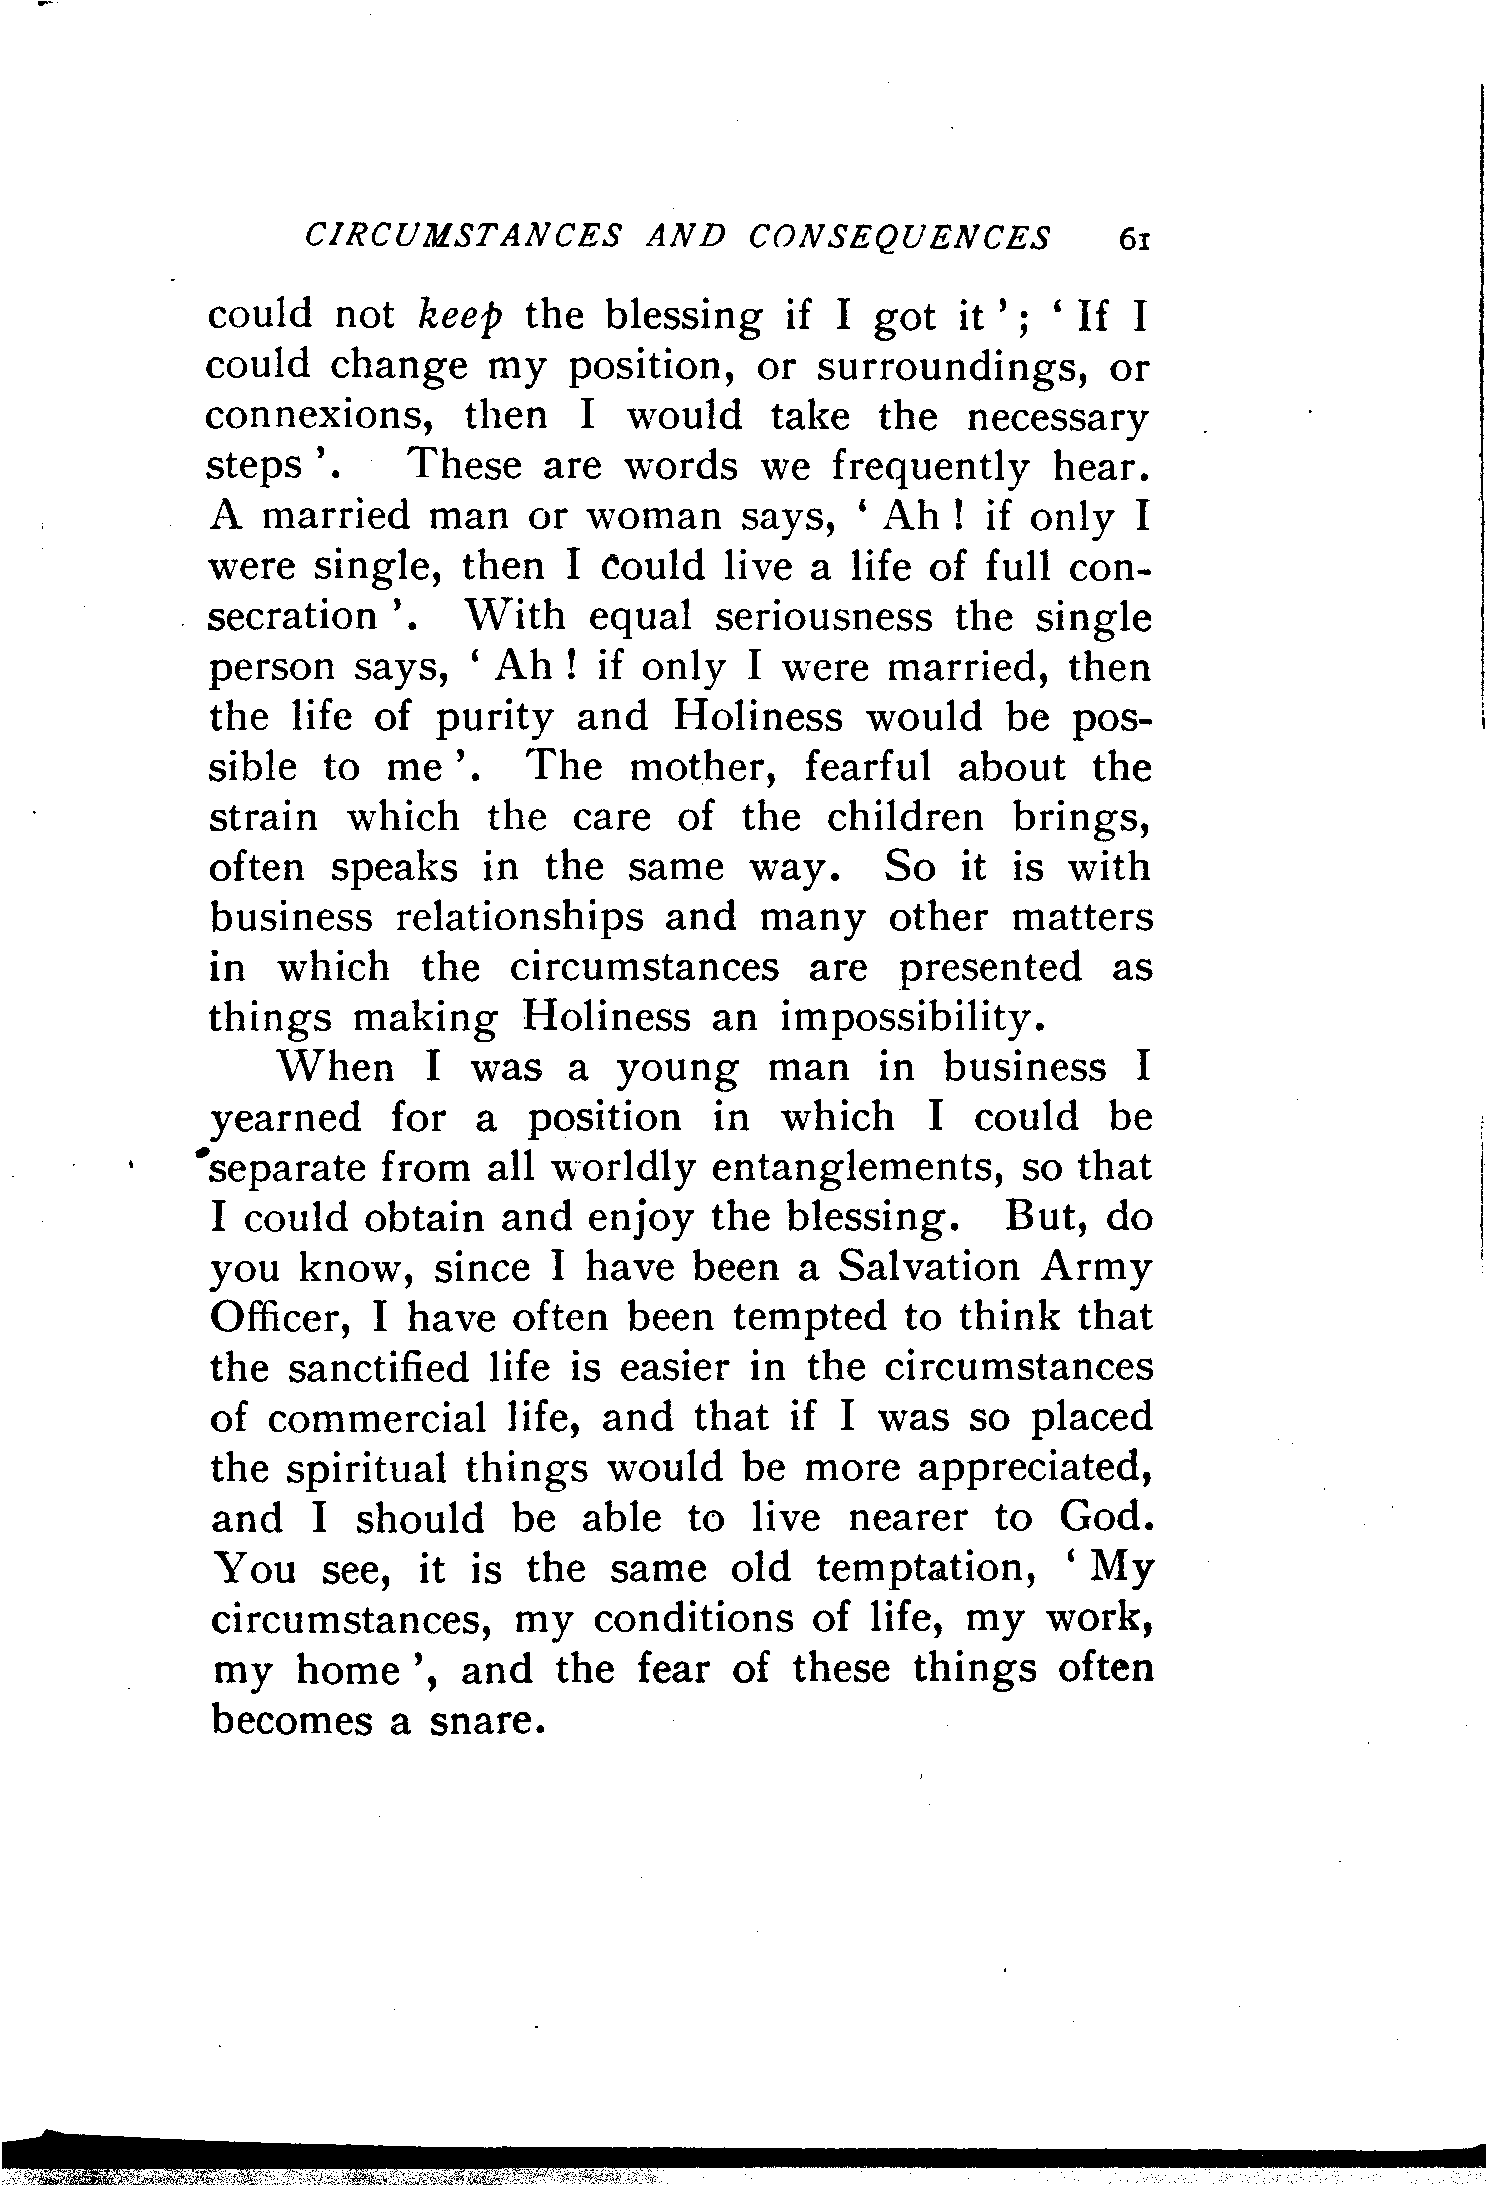 CIRCUMSTANCES AND CONSEQUENCES 61
could not keep the blessing if I got it ’ ; ‘ If I
could change my position, or surroundings, or
connexions, then I would take the necessary
steps ’. These are words we frequently hear.
A married man or woman says, ‘ Ah ! if only I
were single, then I could live a life of full con-
secration ’. With equal seriousness the single
person says, ‘ Ah ! if only I were married, then
the life of purity and Holiness would be pos-
sible to me ’. The mother, fearful about the
strain which the care of the children brings,
often speaks in the same way. So it is with
business relationships and many other matters
in which the circumstances are presented as
things making Holiness an impossibility.
When I was a young man in business I
yearned for a position in which I could be
separate from all worldly entanglements, so that
I could obtain and enjoy the blessing. But, do
you know, since I have been a Salvation Army
Officer, I have often been tempted to think that
the sanctified life is easier in the circumstances
of commercial life, and that if I was so placed
the spiritual things would be more appreciated,
and I should be able to live nearer to God.
You see, it is the same old temptation, ‘ My
circumstances, my conditions of life, my work,
my home ’, and the fear of these things often
becomes a snare.